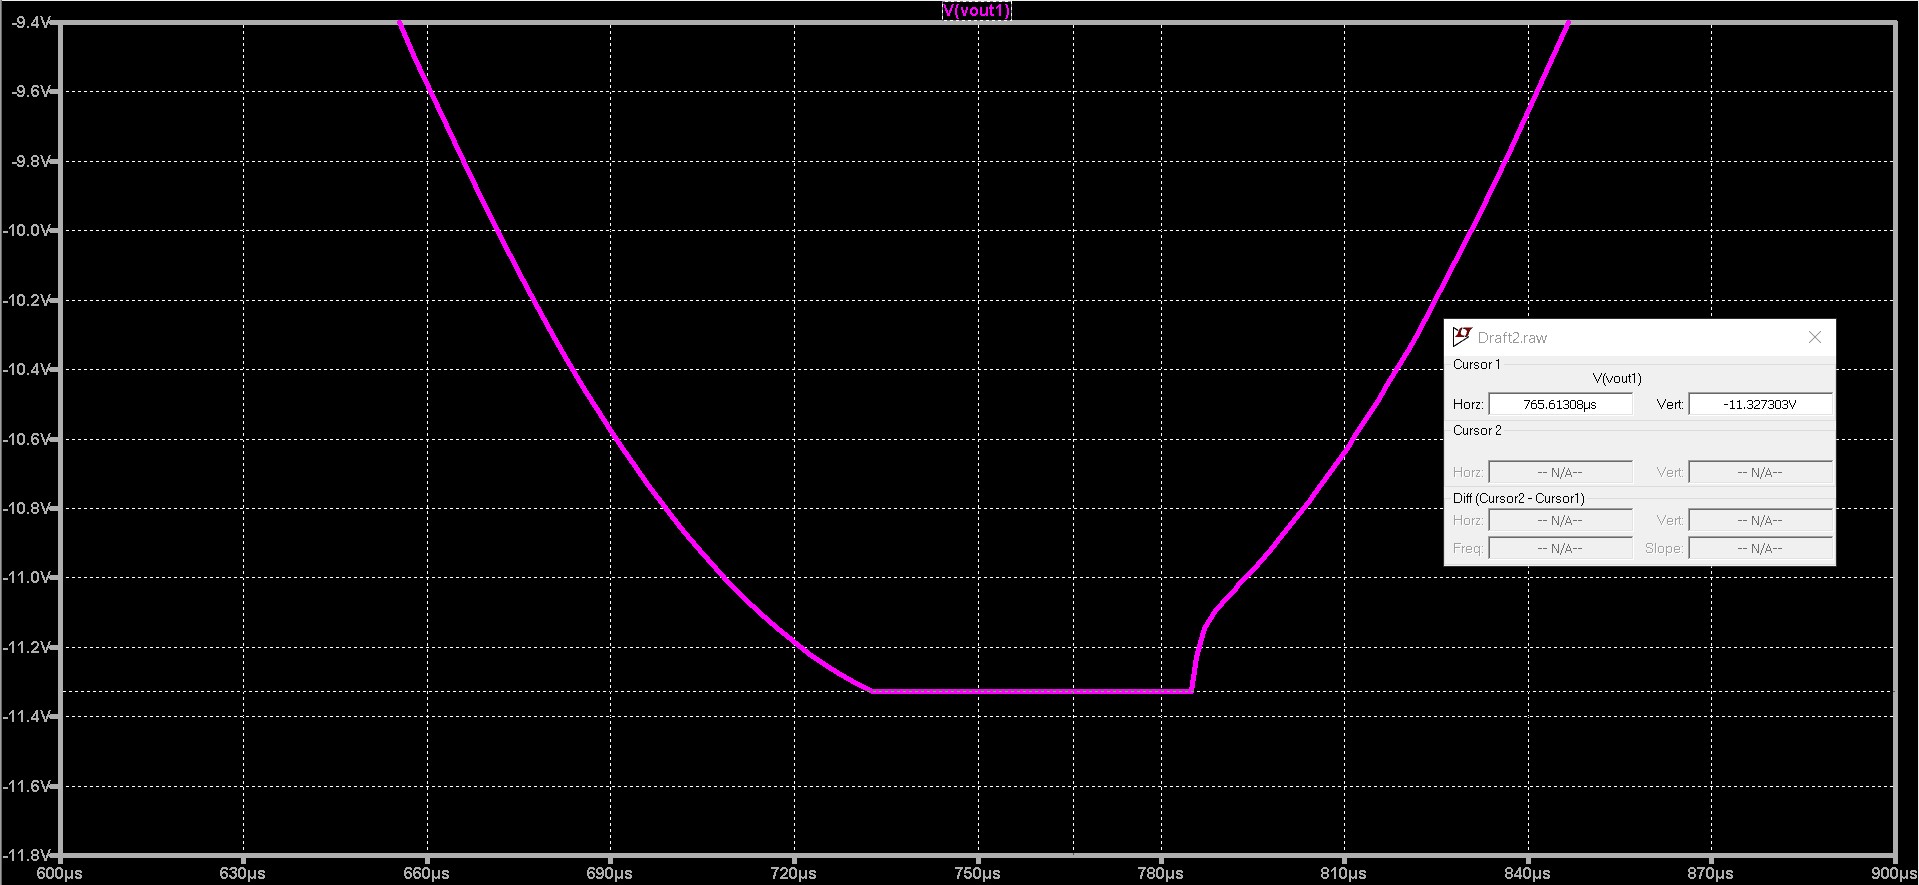 V(vout1)
-9.4V
-9.6V
-9.8V
-10.0V
-10.2V
-10.4V
-10.6V
-10.8V
-11.0V
-11.2V
-11.4V
-11.6V
-11.8V
600µs 630µs 660µs 690µs 720µs 750µs 780µs 810µs 840µs 870µs 900µs
Draft2.raw
Cursor 1
V(vout1)
Horz: 765.61308µs Vert: -11.327303V
Cursor 2
Horz: -- N/A-- Vert: -- N/A--
Diff (Cursor2 - Cursor1)
Horz: -- N/A-- Vert: -- N/A--
Freq: -- N/A-- Slope: -- N/A--